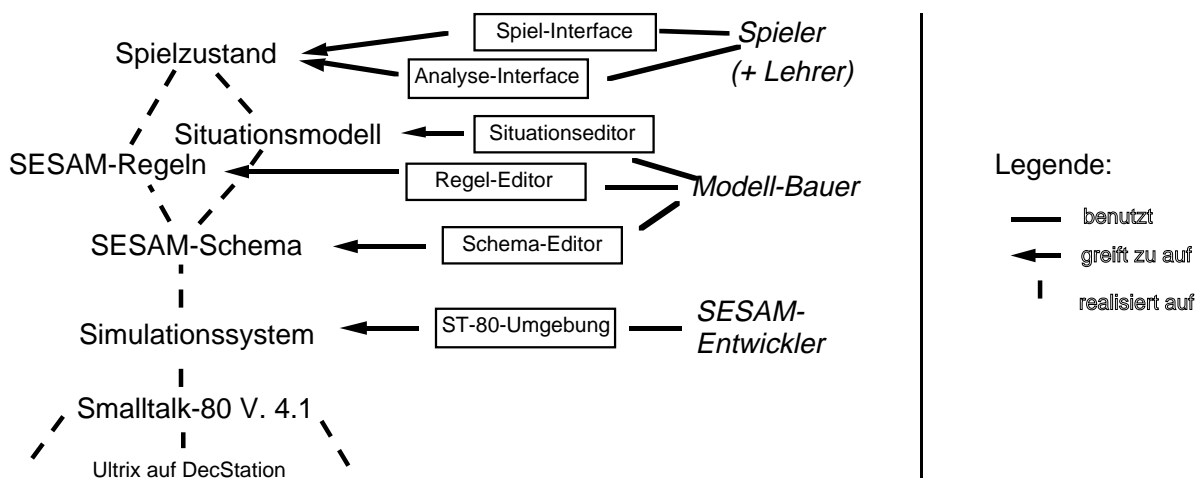 Spiel-Interface
Spieler
Spielzustand
Analyse-Interface
(+ Lehrer)
Situationsmodell
Situationseditor
SESAM-Regeln
Regel-Editor
Modell-Bauer
SESAM-Schema
Schema-Editor
Simulationssystem
ST-80-Umgebung
SESAM-
Entwickler
Smalltalk-80 V. 4.1
Ultrix auf DecStation
Legende:
benutzt
greift zu auf
realisiert auf